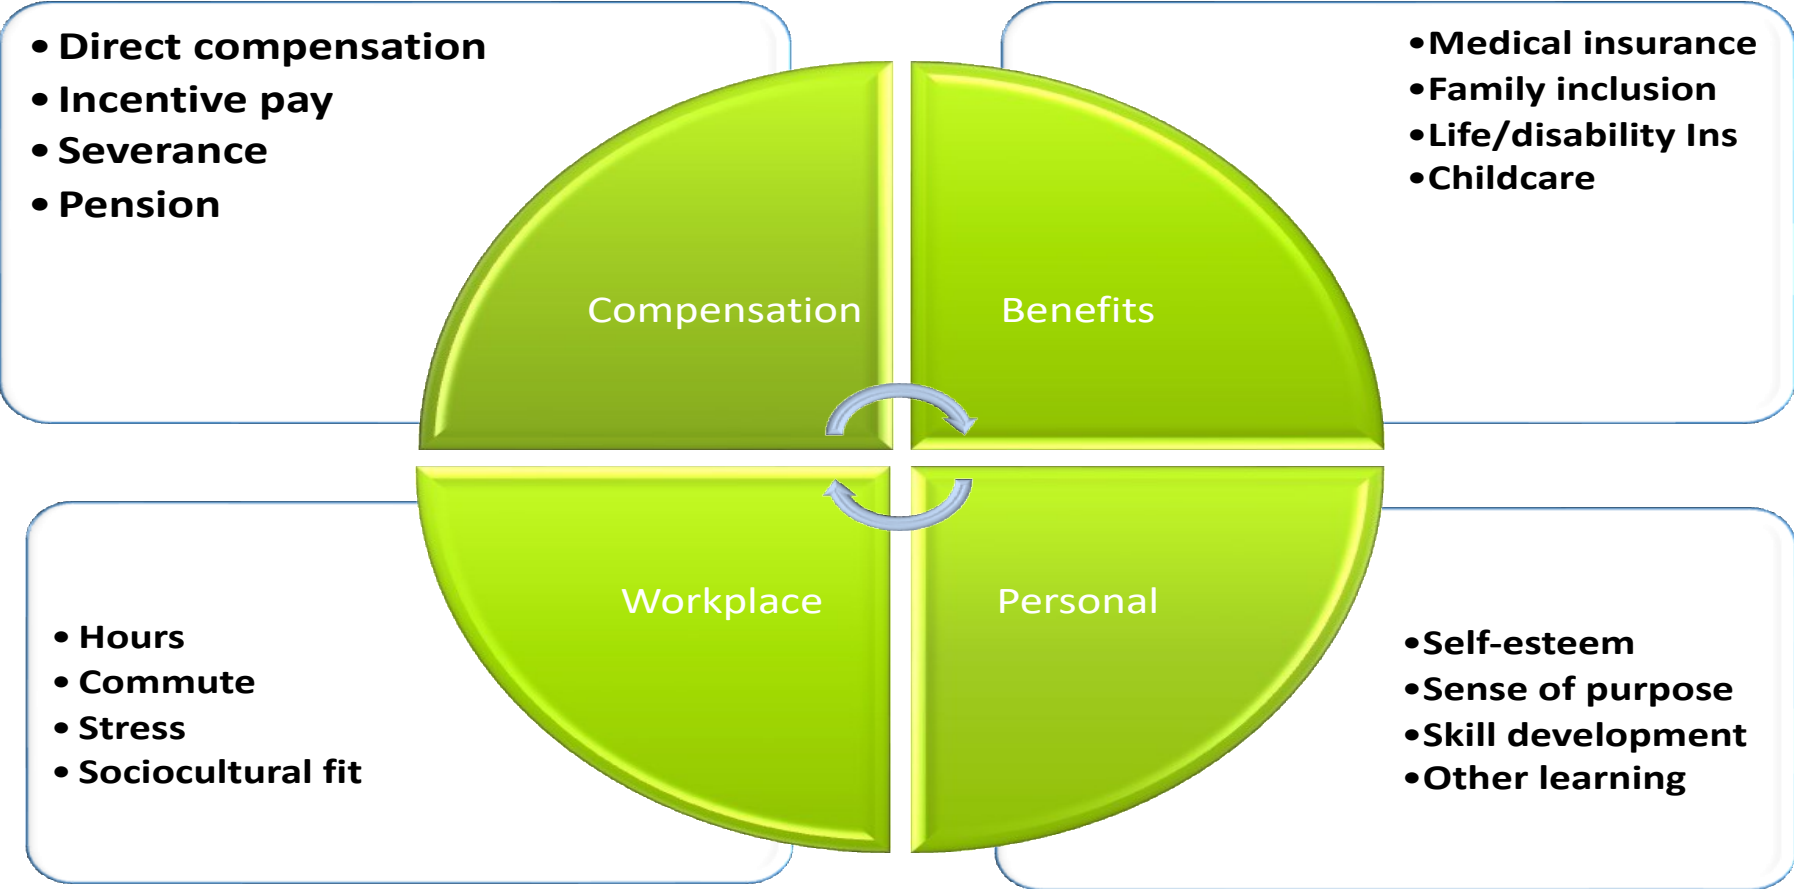 • Direct compensation
• Incentive pay
• Severance
• Pension
•Medical insurance
•Family inclusion
•Life/disability Ins
•Childcare
Compensation
Benefits
Workplace
Personal
• Hours
• Commute
• Stress
• Sociocultural fit
•Self-esteem
•Sense of purpose
•Skill development
•Other learning